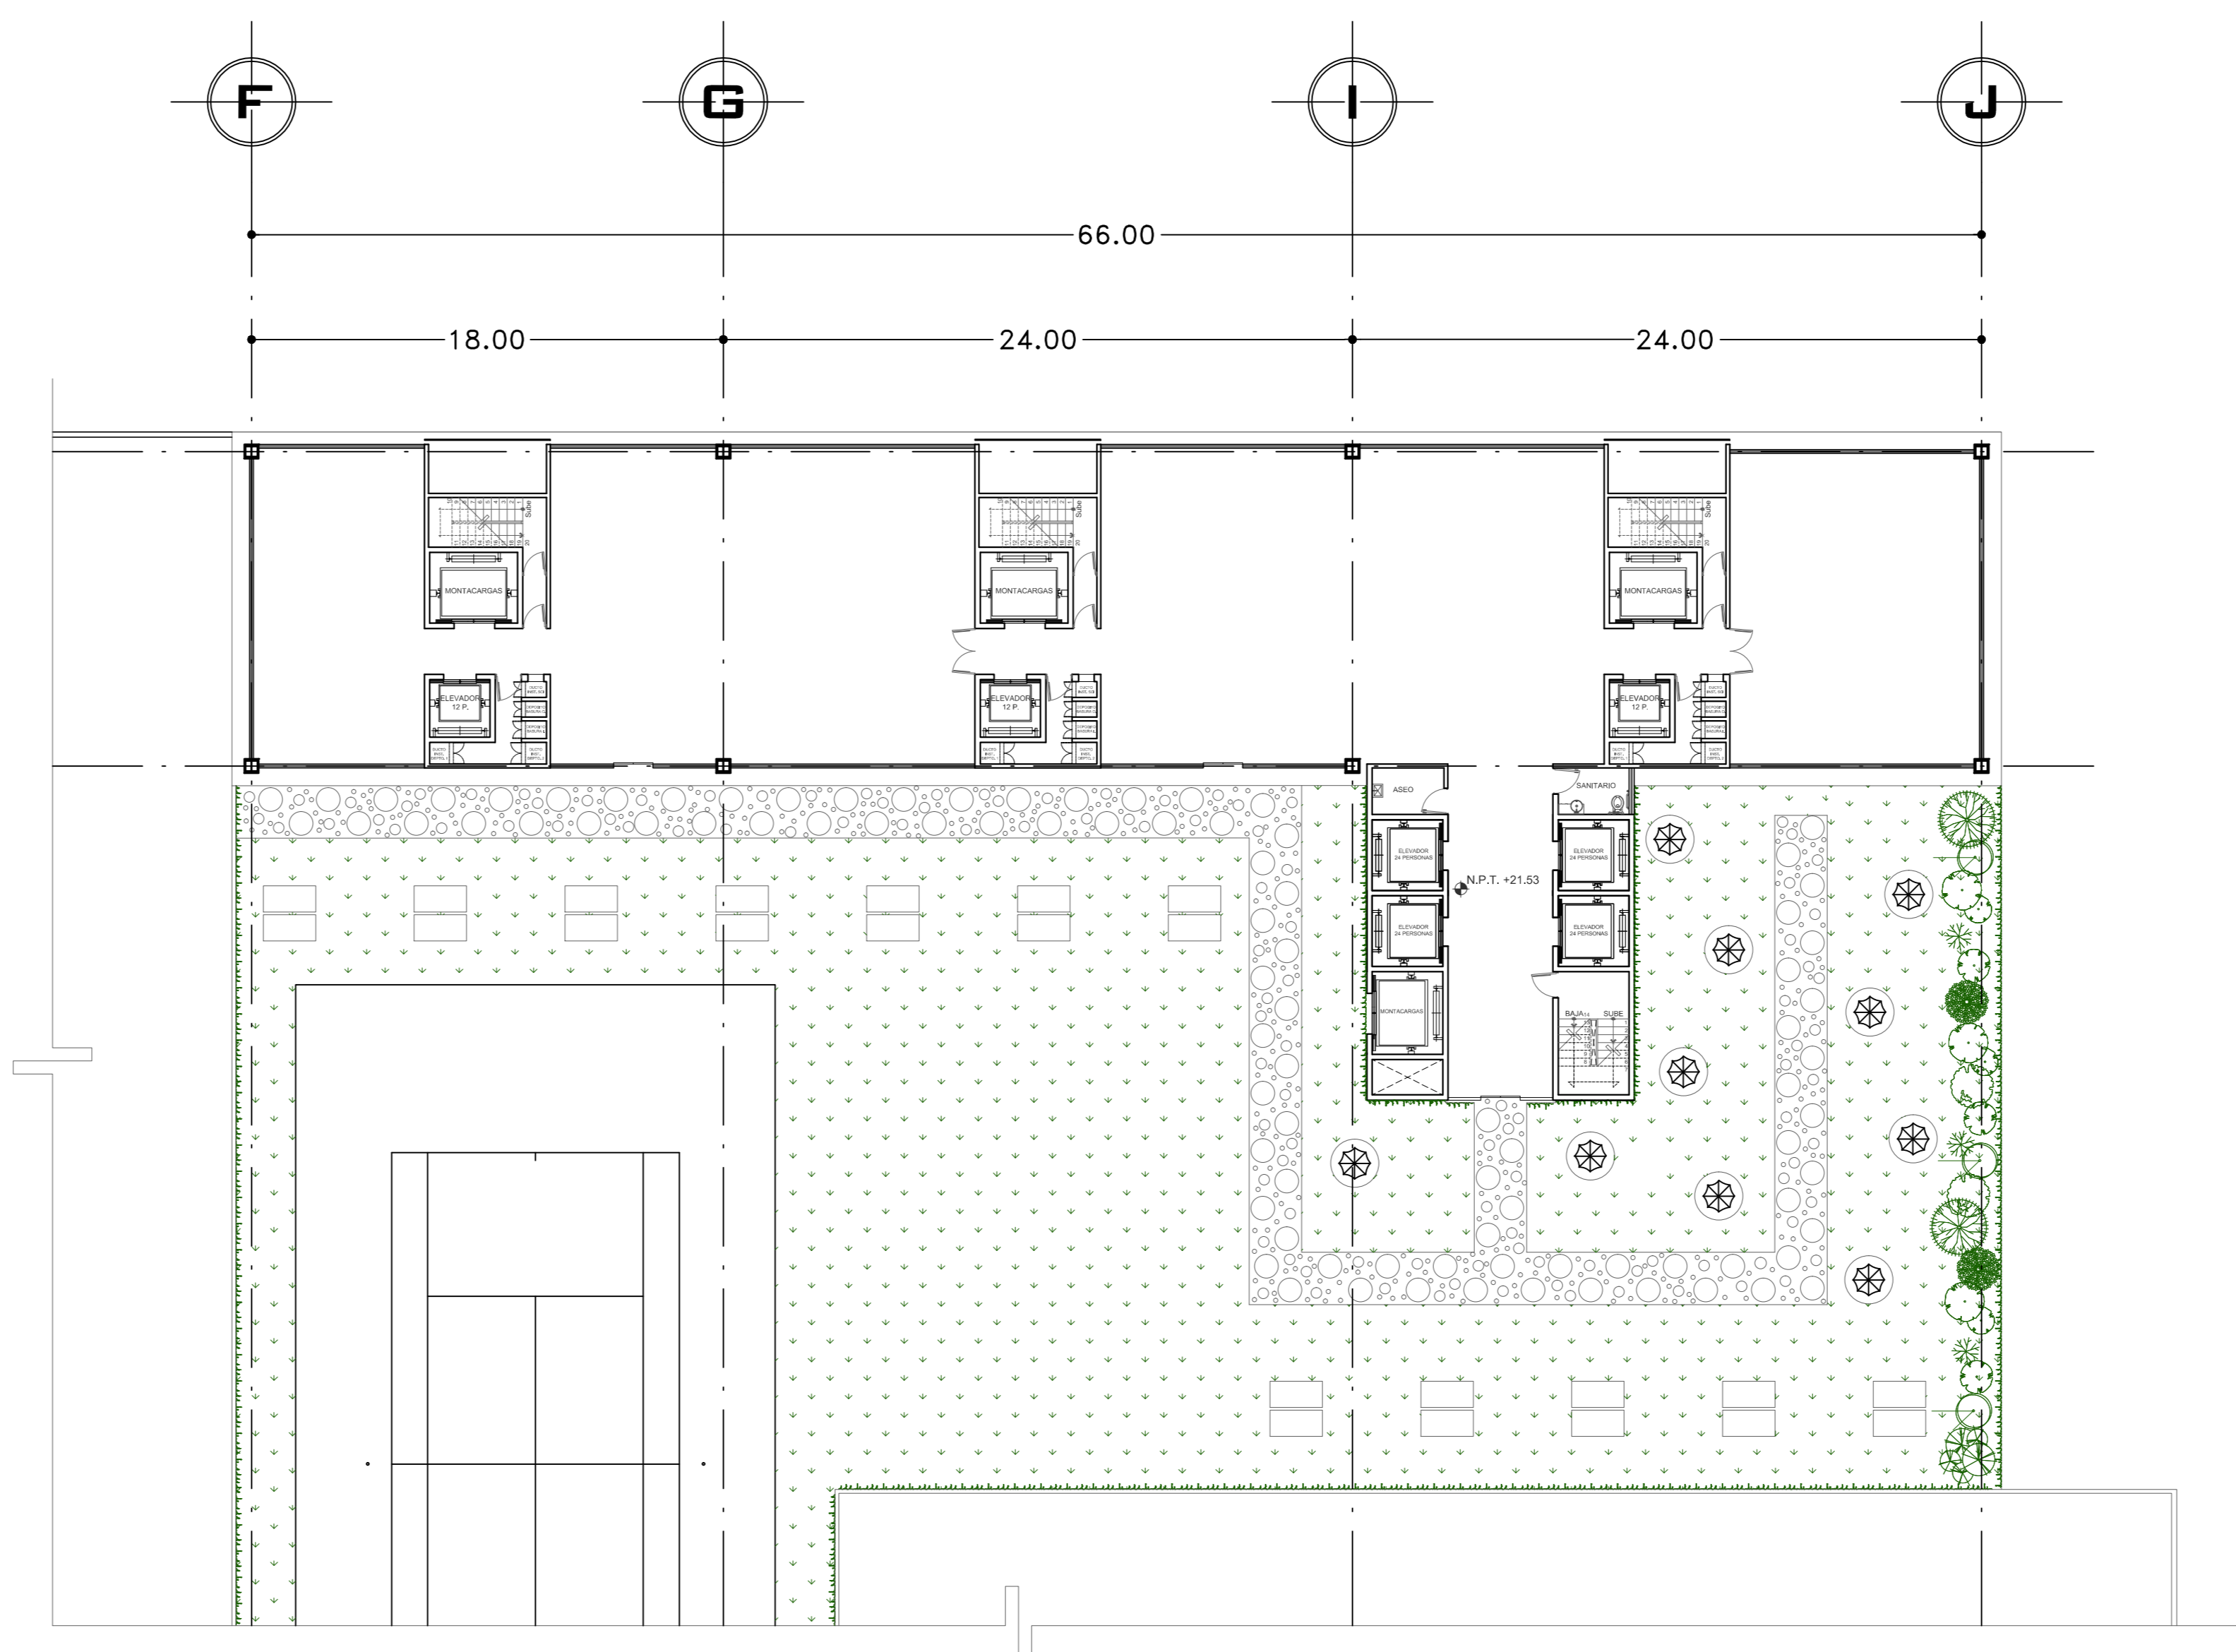 F
G
I
J
66.00
18.00
24.00
24.00
Sube
Sube
Sube
MONTACARGAS
MONTACARGAS
MONTACARGAS
ELEVADOR
12 P.
ELEVADOR
12 P.
ELEVADOR
12 P.
ASEO
SANITARIO
ELEVADOR
24 PERSONAS
ELEVADOR
24 PERSONAS
N.P.T. +21.53
ELEVADOR
24 PERSONAS
ELEVADOR
24 PERSONAS
MONTACARGAS
BAJA
SUBE